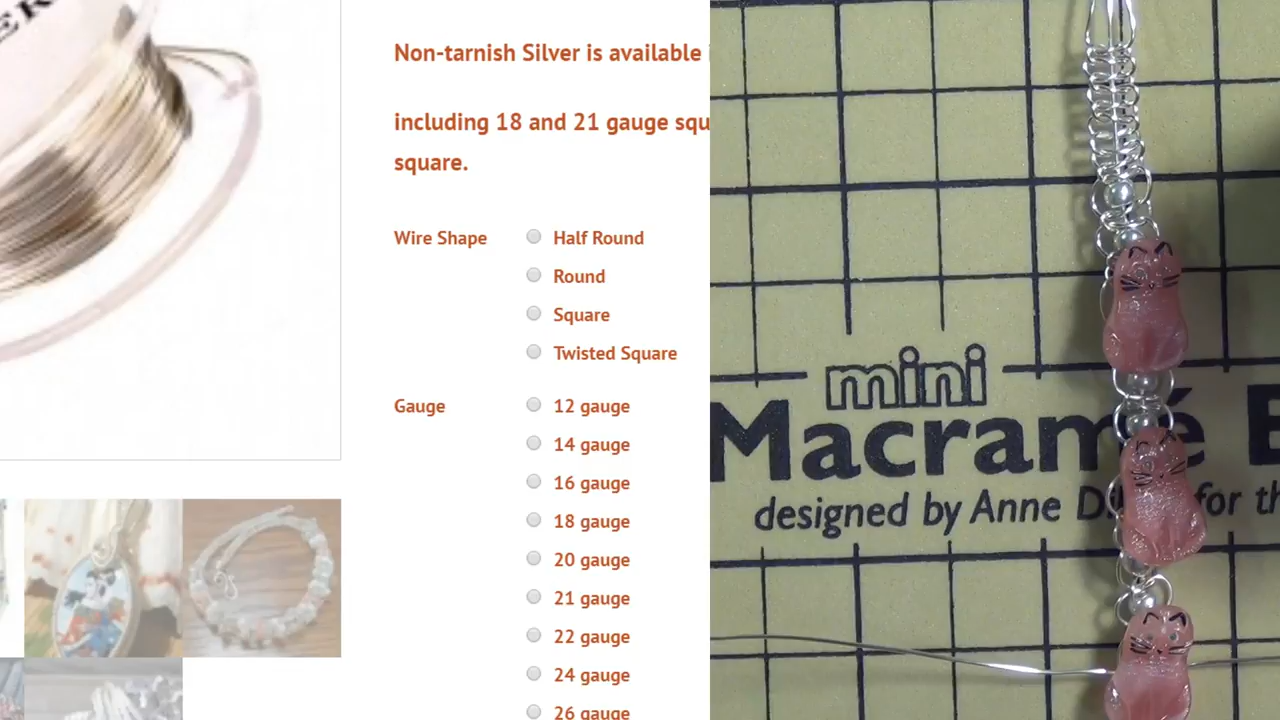 Non-tarnish Silver is available
including 18 and 21 gauge squ
square.
Wire Shape
Half Round
Round
Square
Twisted Square
Gauge
12 gauge
14 gauge
16 gauge
18 gauge
20 gauge
21 gauge
22 gauge
24 gauge
26 gauge
mini
Macramé B
designed by Anne Di for th